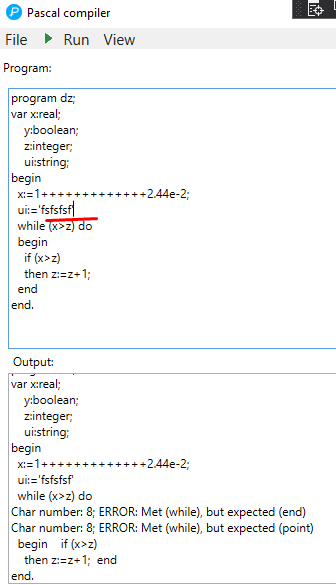 Pascal compiler
File Run View
Program:
program dz;
var x:real;
y:boolean;
z:integer;
ui:string;
begin
x:=1+++++++++++++2.44e-2;
ui:='fsfsfsf'
while (x>z) do
begin
if (x>z)
then z:=z+1;
end
end.
Output:
var x:real;
y:boolean;
z:integer;
ui:string;
begin
x:=1+++++++++++++2.44e-2;
ui:='fsfsfsf'
while (x>z) do
Char number: 8; ERROR: Met (while), but expected (end)
Char number: 8; ERROR: Met (while), but expected (point)
begin if (x>z)
then z:=z+1; end
end.